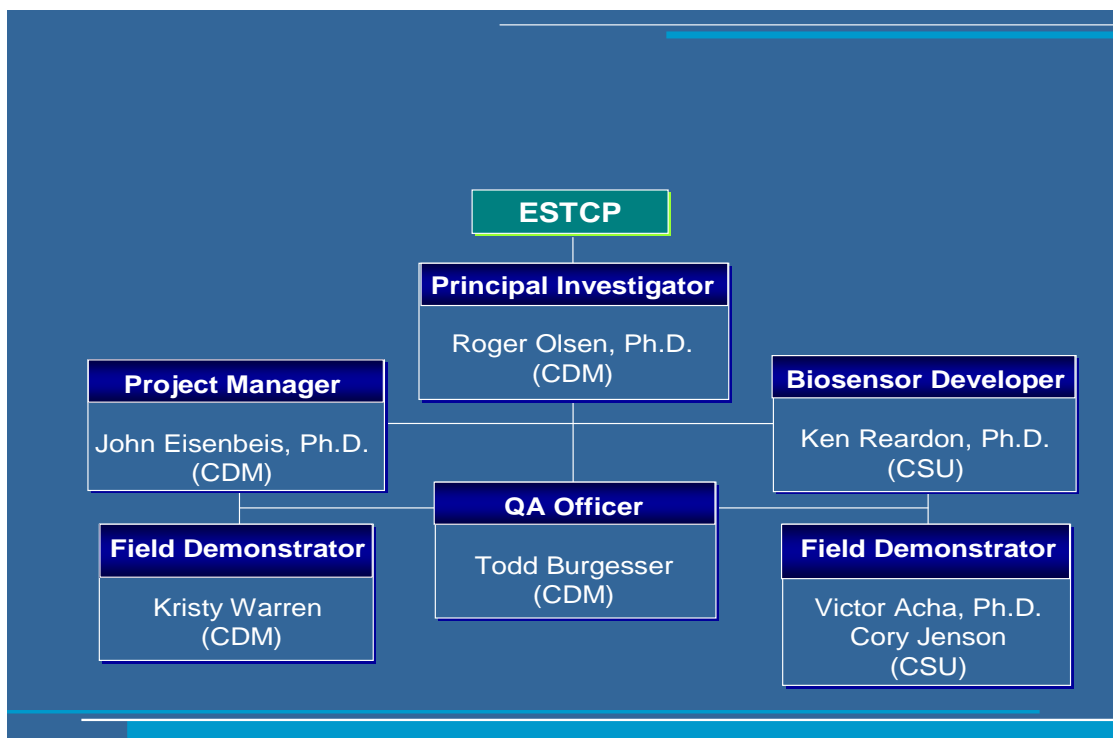 ESTCP
Principal Investigator
Roger Olsen, Ph.D.
(CDM)
Project Manager
John Eisenbeis, Ph.D.
(CDM)
Biosensor Developer
Ken Reardon, Ph.D.
(CSU)
QA Officer
Todd Burgesser
(CDM)
Field Demonstrator
Kristy Warren
(CDM)
Field Demonstrator
Victor Acha, Ph.D.
Cory Jenson
(CSU)